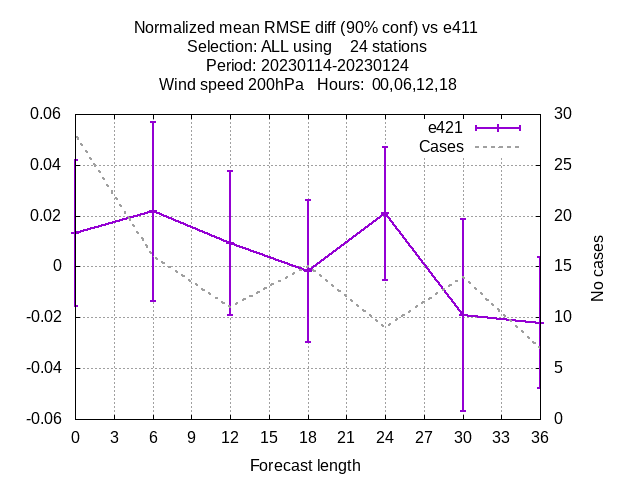 Normalized mean RMSE diff (90% conf) vs e411
Selection: ALL using    24 stations
Period: 20230114-20230124
Wind speed 200hPa   Hours:  00,06,12,18
0.06
0.04
0.02
0
-0.02
-0.04
-0.06
e421
Cases
30
25
20
15
10
5
0
No cases
0 3 6 9 12 15 18 21 24 27 30 33 36
Forecast length